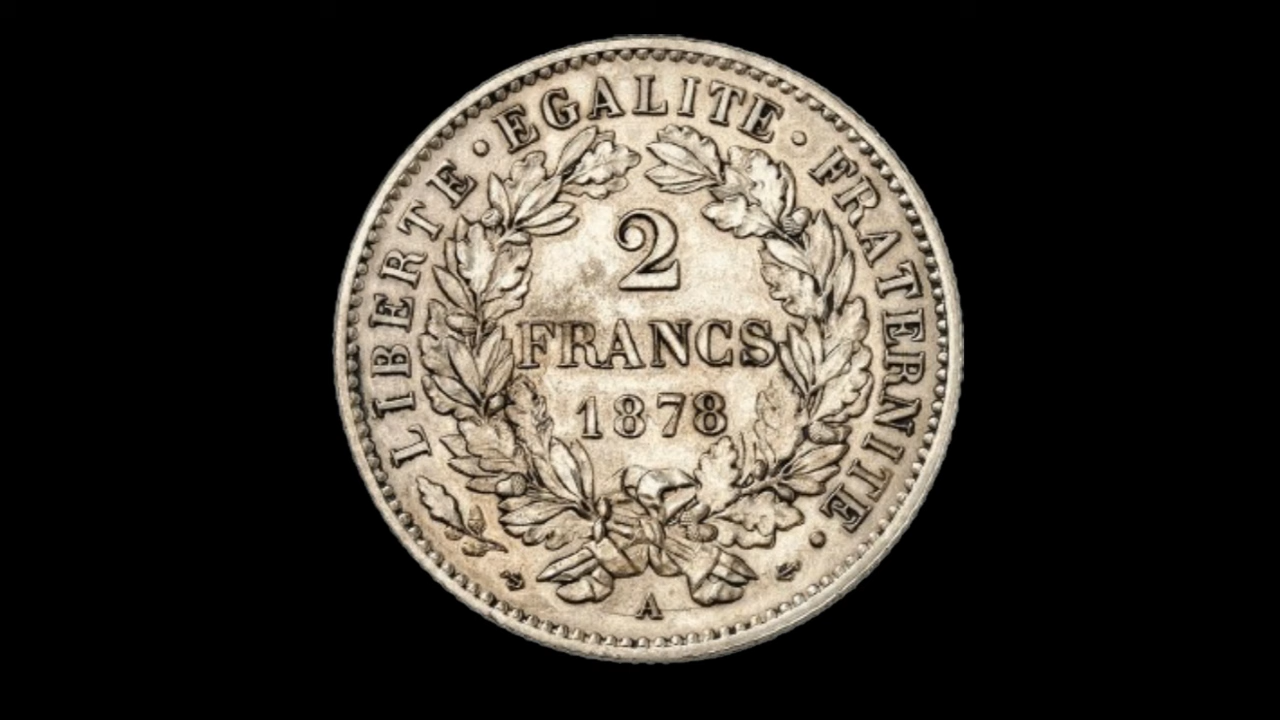 LIBERTE · EGALITE · FRATERNITE ·
2
FRANCS
1878
A